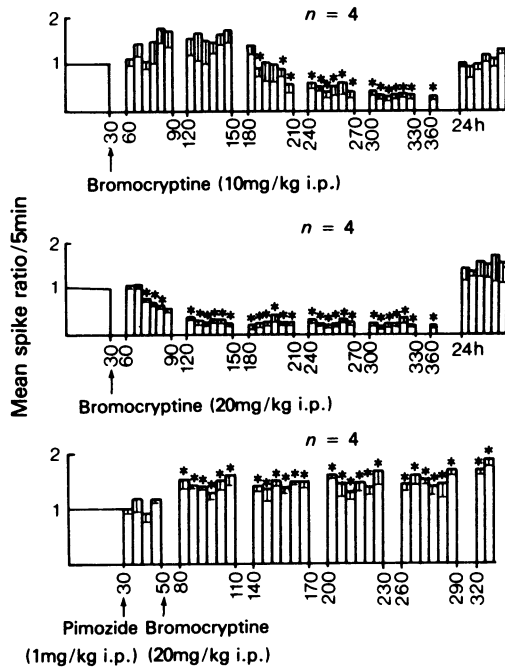 Mean spike ratio/5min
n = 4
2
1
30 60 90 120 150 180 210 240 270 300 330 360 24h
Bromocryptine (10mg/kg i.p.)
n = 4
2
1
30 60 90 120 150 180 210 240 270 300 330 360 24h
Bromocryptine (20mg/kg i.p.)
n = 4
2
1
30 50 80 110 140 170 200 230 260 290 320
Pimozide Bromocryptine
(1mg/kg i.p.) (20mg/kg i.p.)